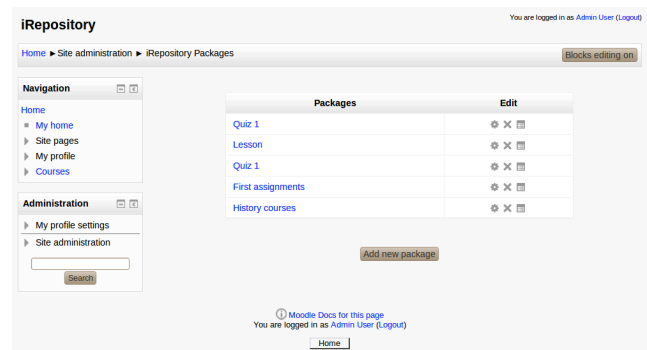 iRepository
You are logged in as Admin User (Logout)
Home ► Site administration ► iRepository Packages
Blocks editing on
Navigation
Home
My home
Site pages
My profile
Courses
Administration
My profile settings
Site administration
Search
Packages Edit
Quiz 1
Lesson
Quiz 1
First assignments
History courses
Add new package
Moodle Docs for this page
You are logged in as Admin User (Logout)
Home